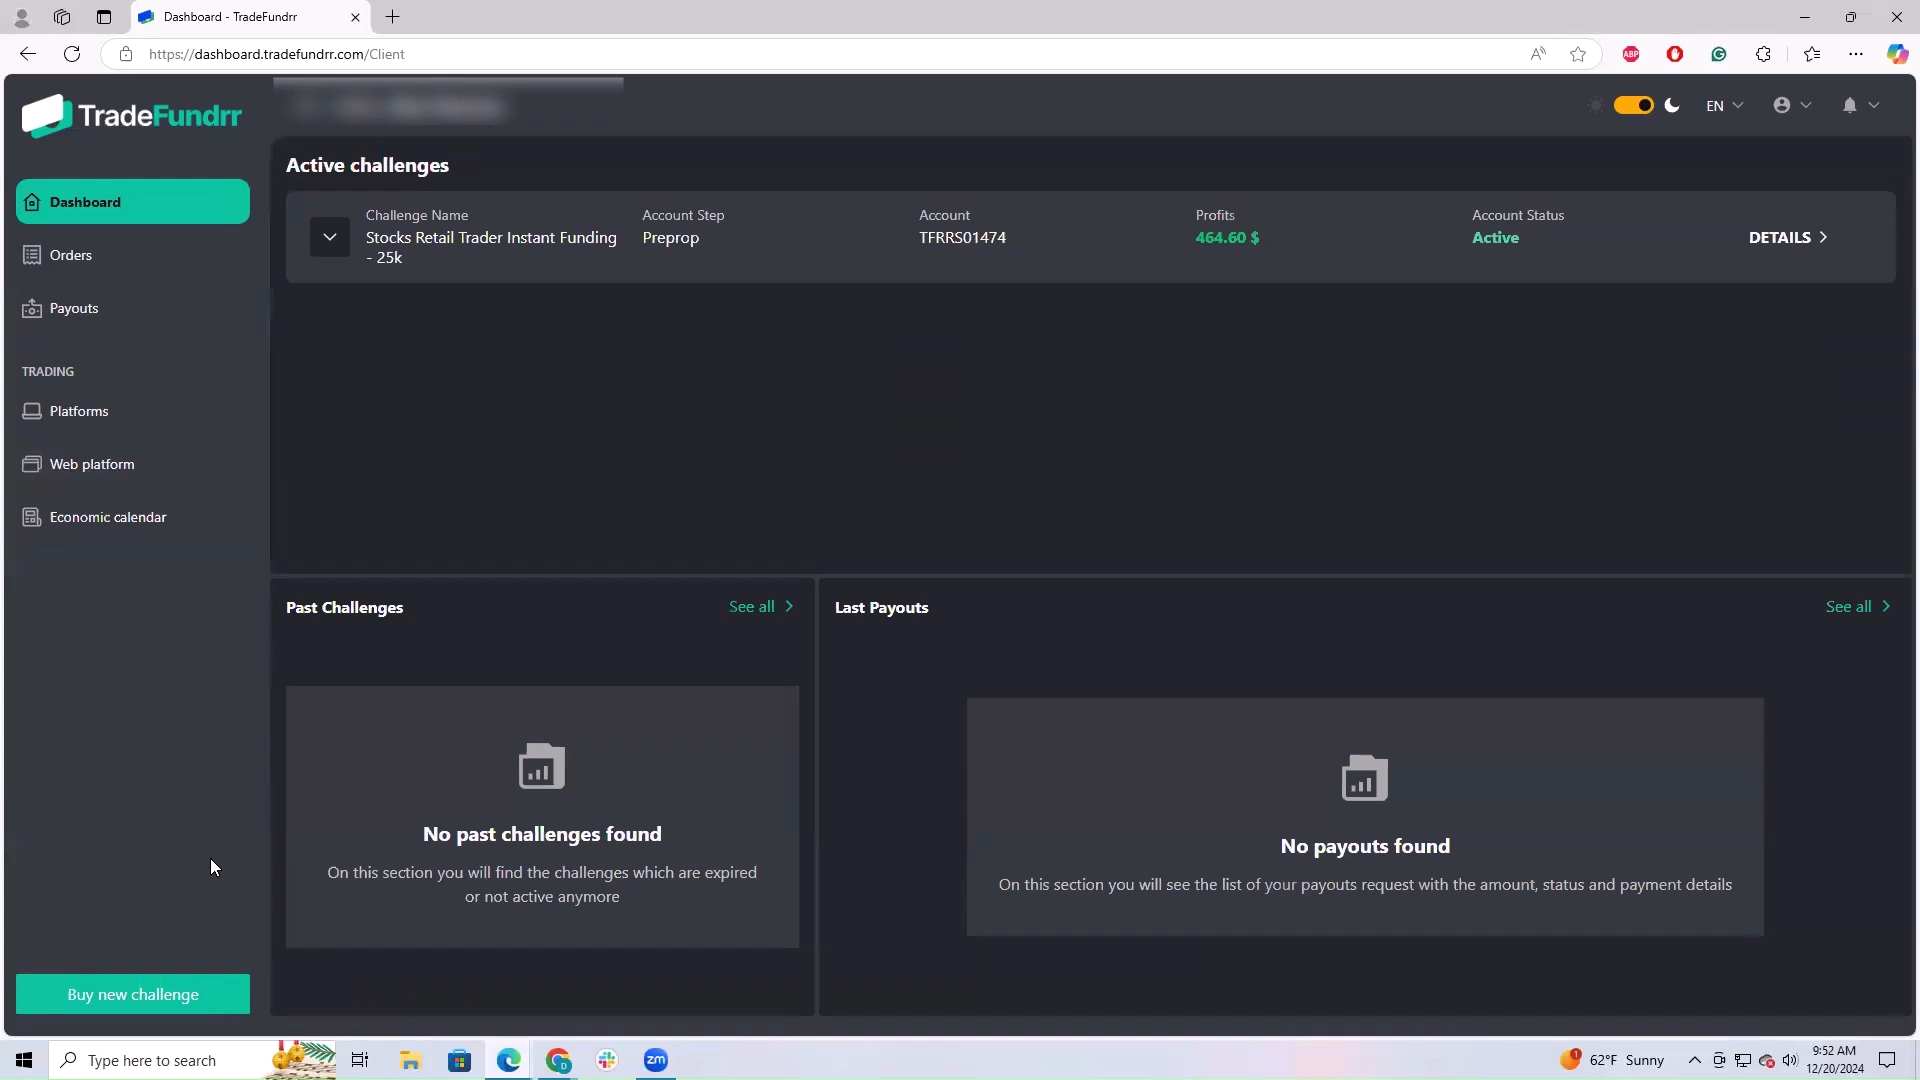 Dashboard - TradeFundrr
https://dashboard.tradefundrr.com/Client
ABP
TradeFundrr
EN
Dashboard
Orders
Payouts
TRADING
Platforms
Web platform
Economic calendar
Buy new challenge
Active challenges
Challenge Name
Stocks Retail Trader Instant Funding
- 25k
Account Step
Preprop
Account
TFRRS01474
Profits
464.60 $
Account Status
Active
DETAILS
Past Challenges
See all
No past challenges found
On this section you will find the challenges which are expired
or not active anymore
Last Payouts
See all
No payouts found
On this section you will see the list of your payouts request with the amount, status and payment details
Type here to search
D
zm
1
62°F Sunny
9:52 AM
12/20/2024